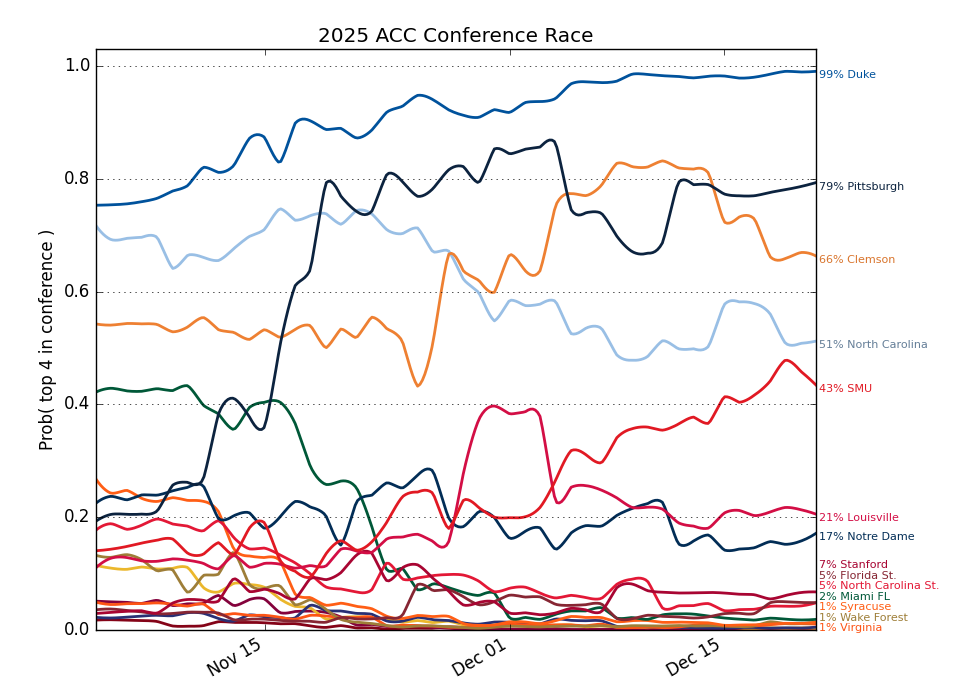 2025 ACC Conference Race
Prob( top 4 in conference )
1.0
0.8
0.6
0.4
0.2
0.0
Nov 15
Dec 01
Dec 15
99% Duke
79% Pittsburgh
66% Clemson
51% North Carolina
43% SMU
21% Louisville
17% Notre Dame
7% Stanford
5% Florida St.
5% North Carolina St.
2% Miami FL
1% Syracuse
1% Wake Forest
1% Virginia